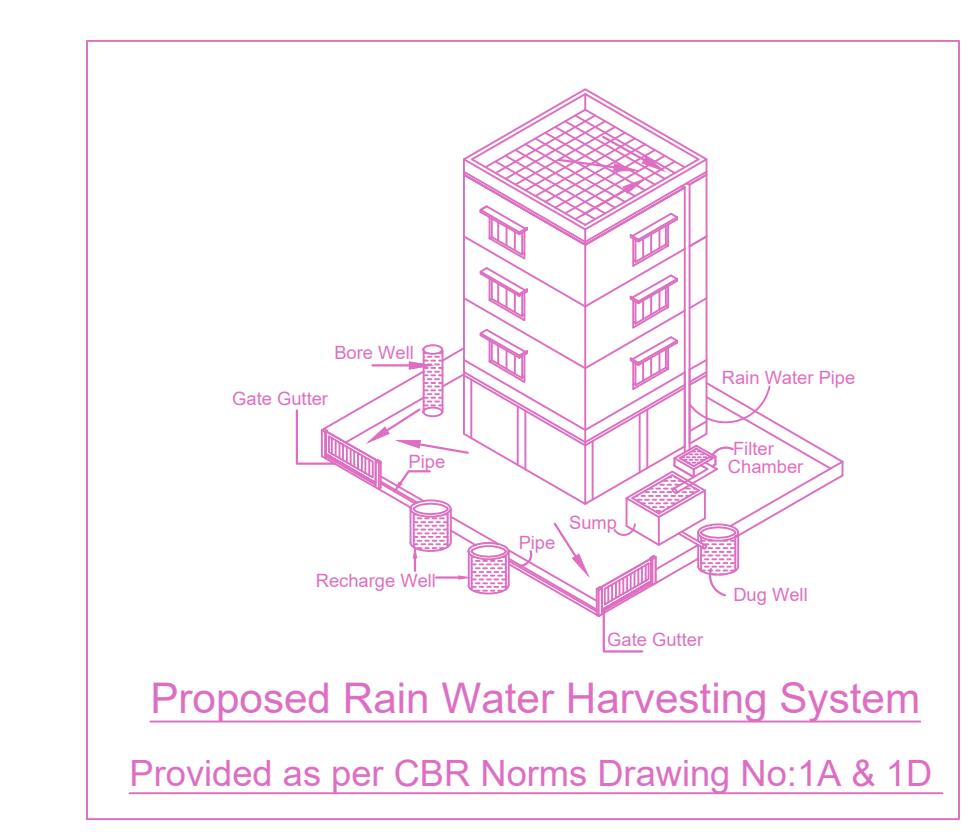 Bore Well
Rain Water Pipe
Gate Gutter
Filter
Chamber
Pipe
Sump
Pipe
Recharge Well
Dug Well
Gate Gutter
Proposed Rain Water Harvesting System
Provided as per CBR Norms Drawing No:1A & 1D